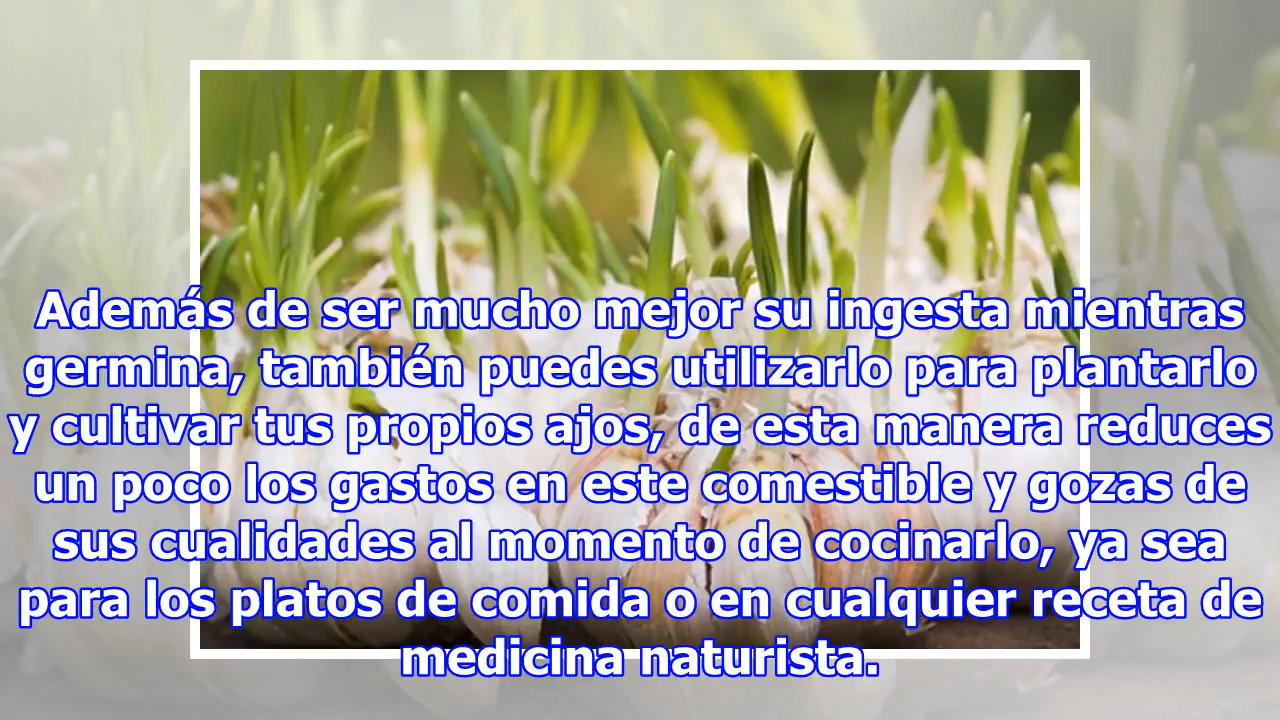 Además de ser mucho mejor su ingesta mientras
germina, también puedes utilizarlo para plantarlo
y cultivar tus propios ajos, de esta manera reduces
un poco los gastos en este comestible y gozas de
sus cualidades al momento de cocinarlo, ya sea
para los platos de comida o en cualquier receta de
medicina naturista.